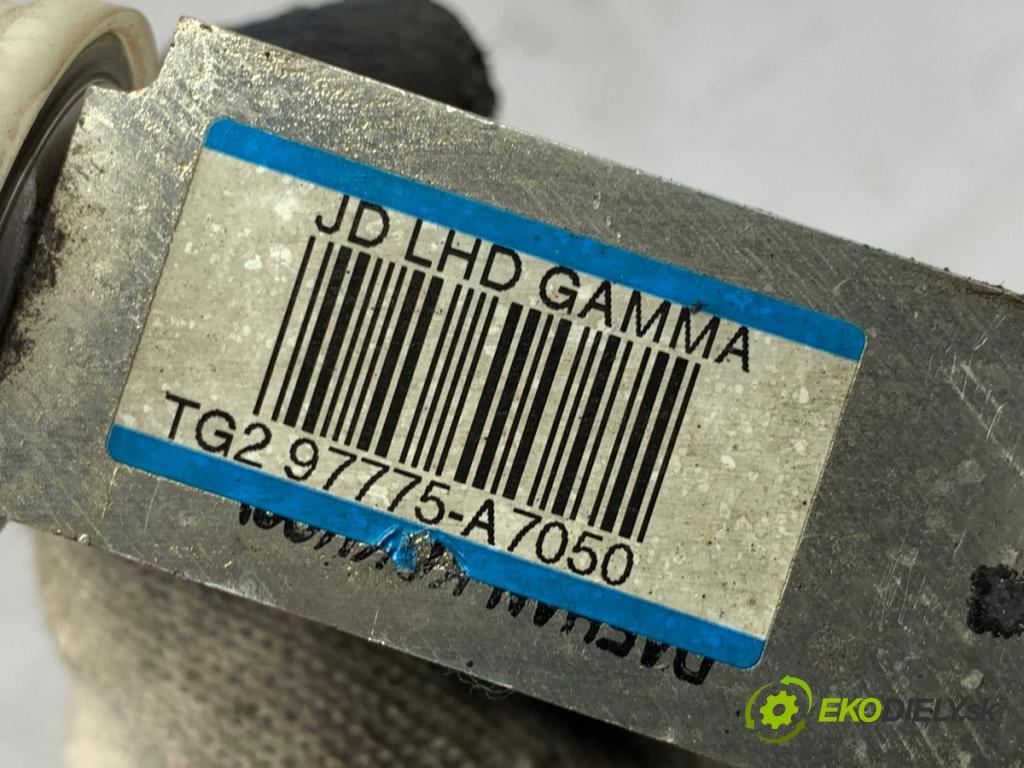 JD LHD GAMMA
TG2 97775-A7050
EKODIELY.sk